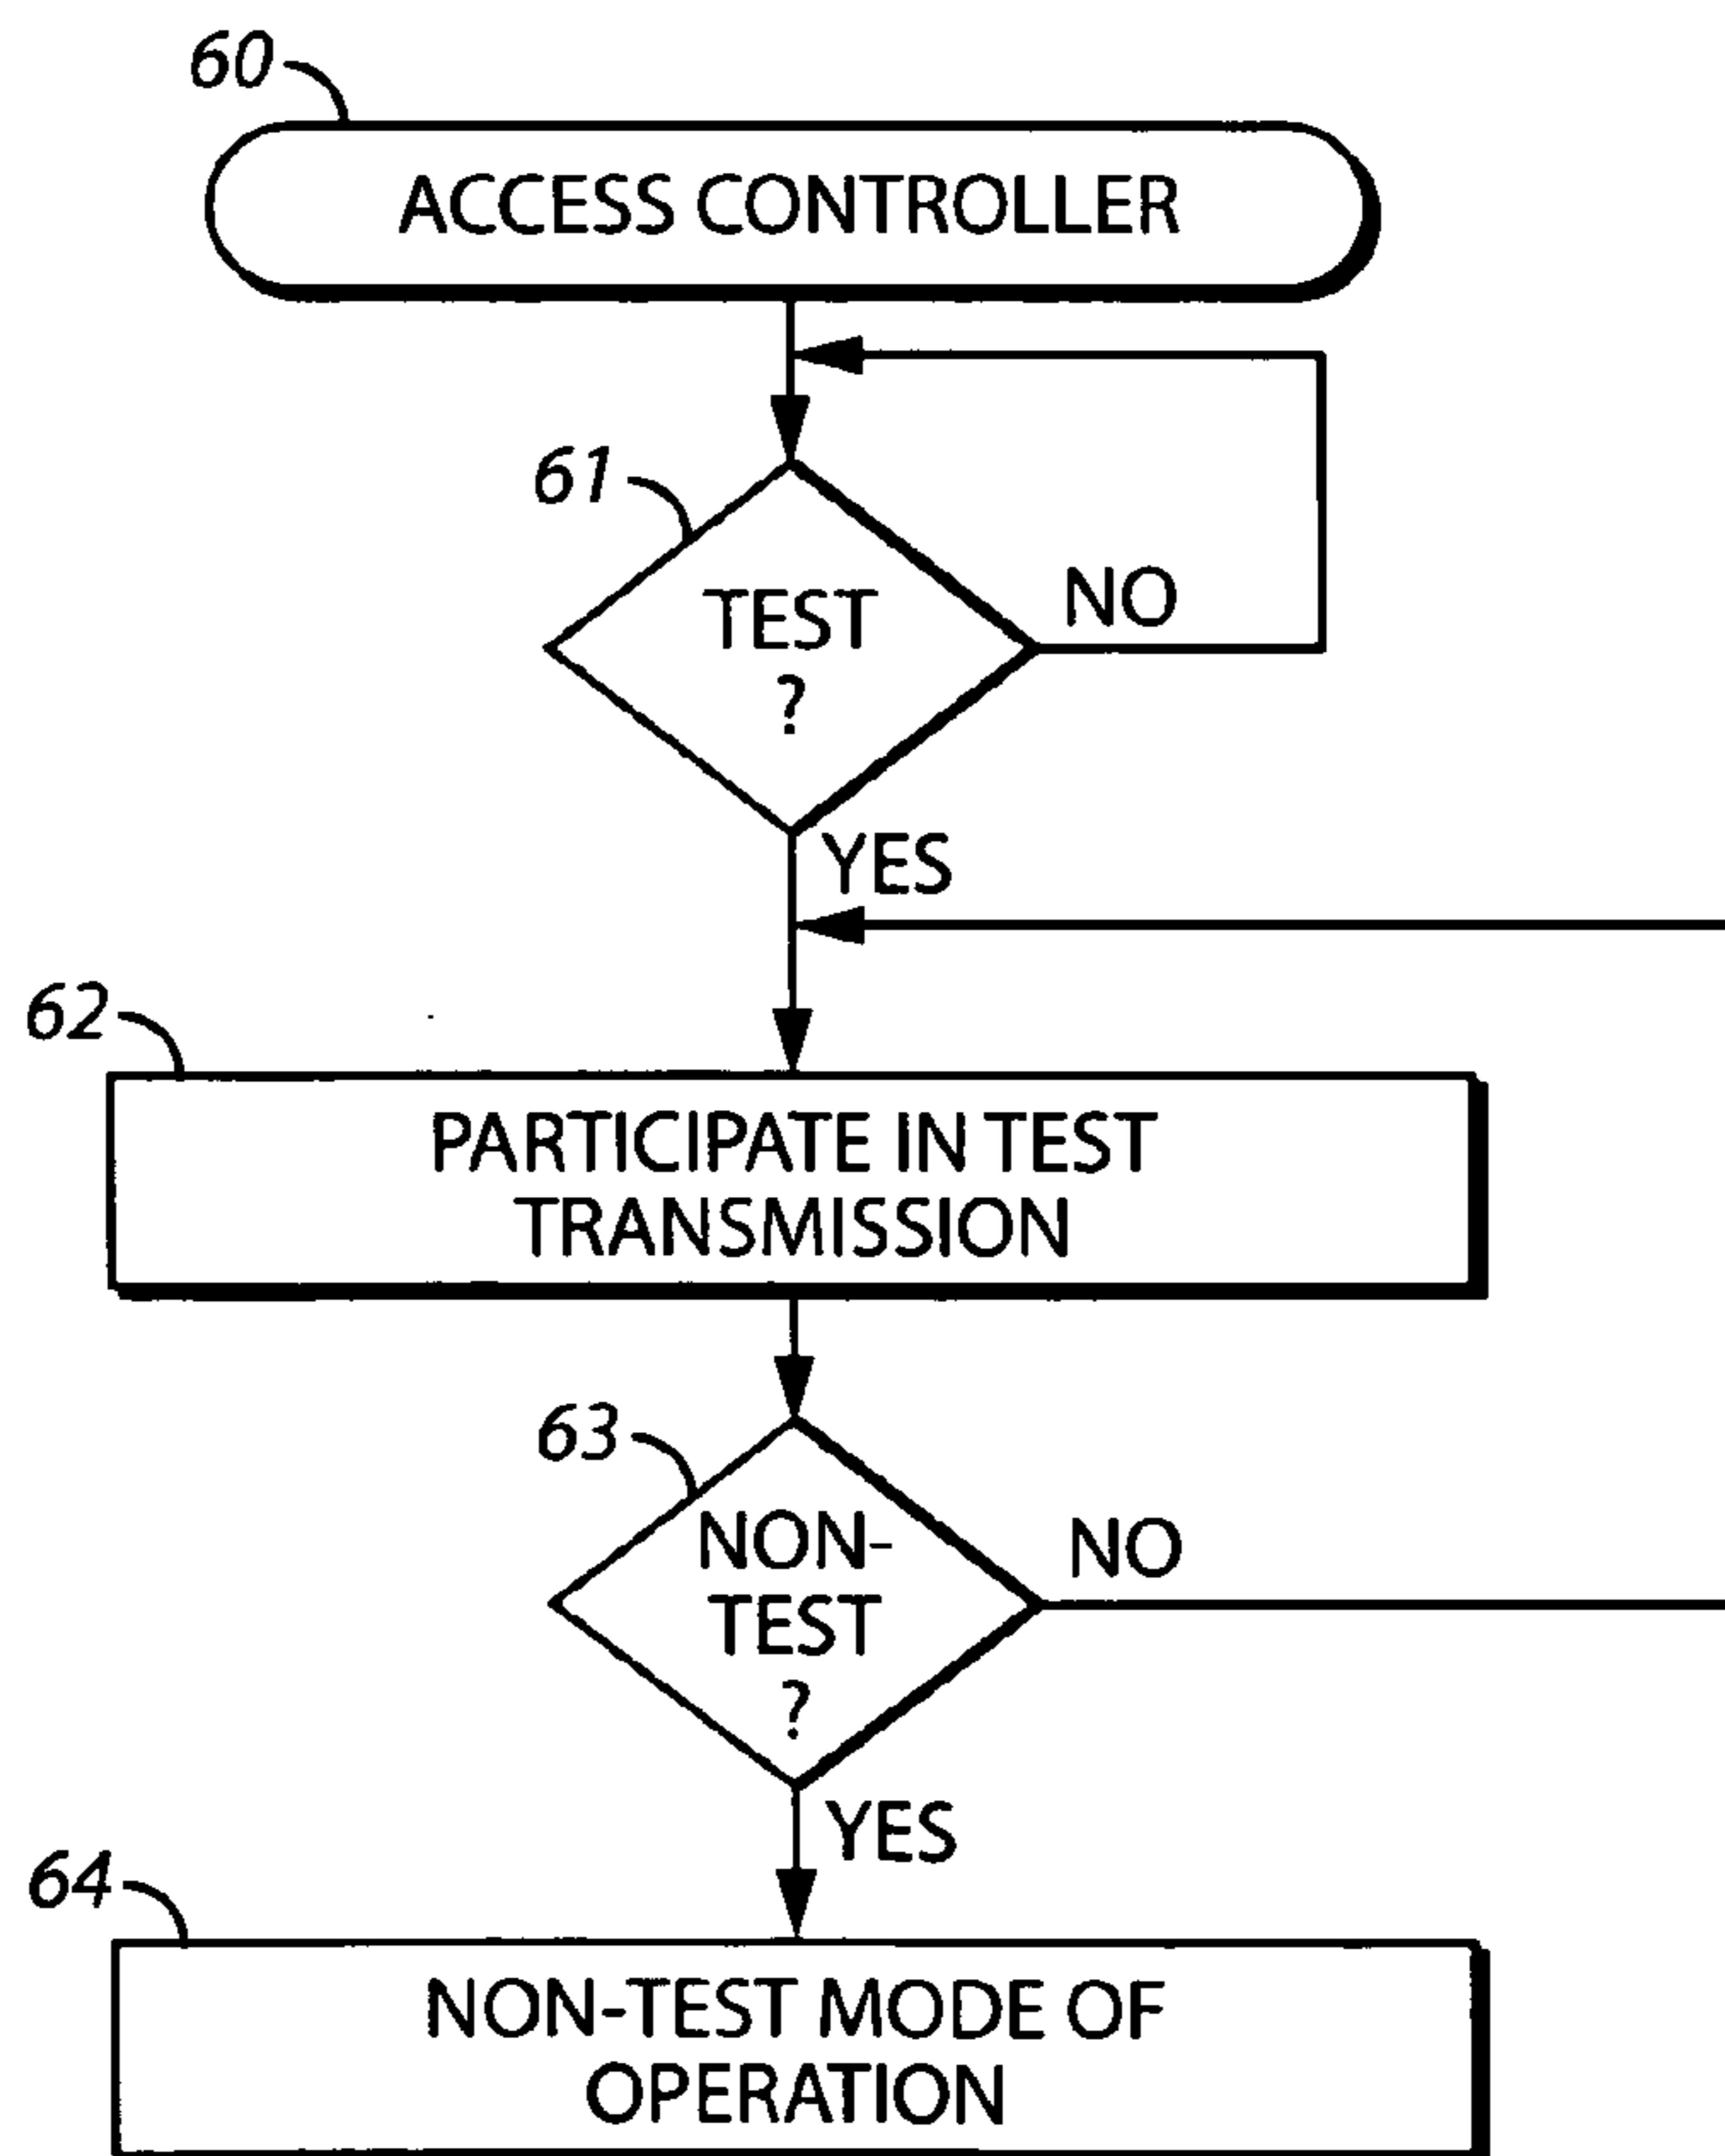 60
ACCESS CONTROLLER
61
TEST
?
NO
YES
62
PARTICIPATE IN TEST
TRANSMISSION
63
NON-
TEST
?
NO
YES
64
NON-TEST MODE OF
OPERATION